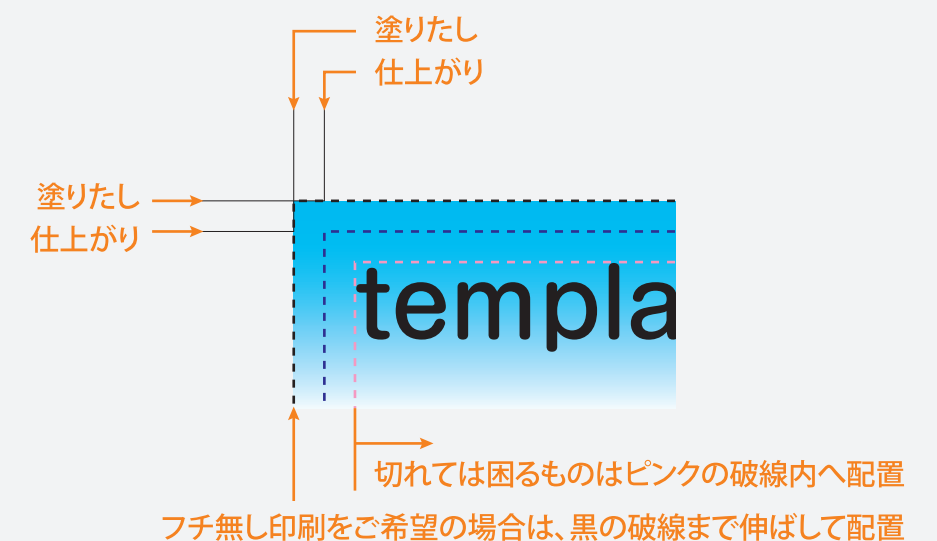 塗りたし
仕上がり
塗りたし
仕上がり
templa
切れては困るものはピンクの破線内へ配置
フチ無し印刷をご希望の場合は、黒の破線まで伸ばして配置